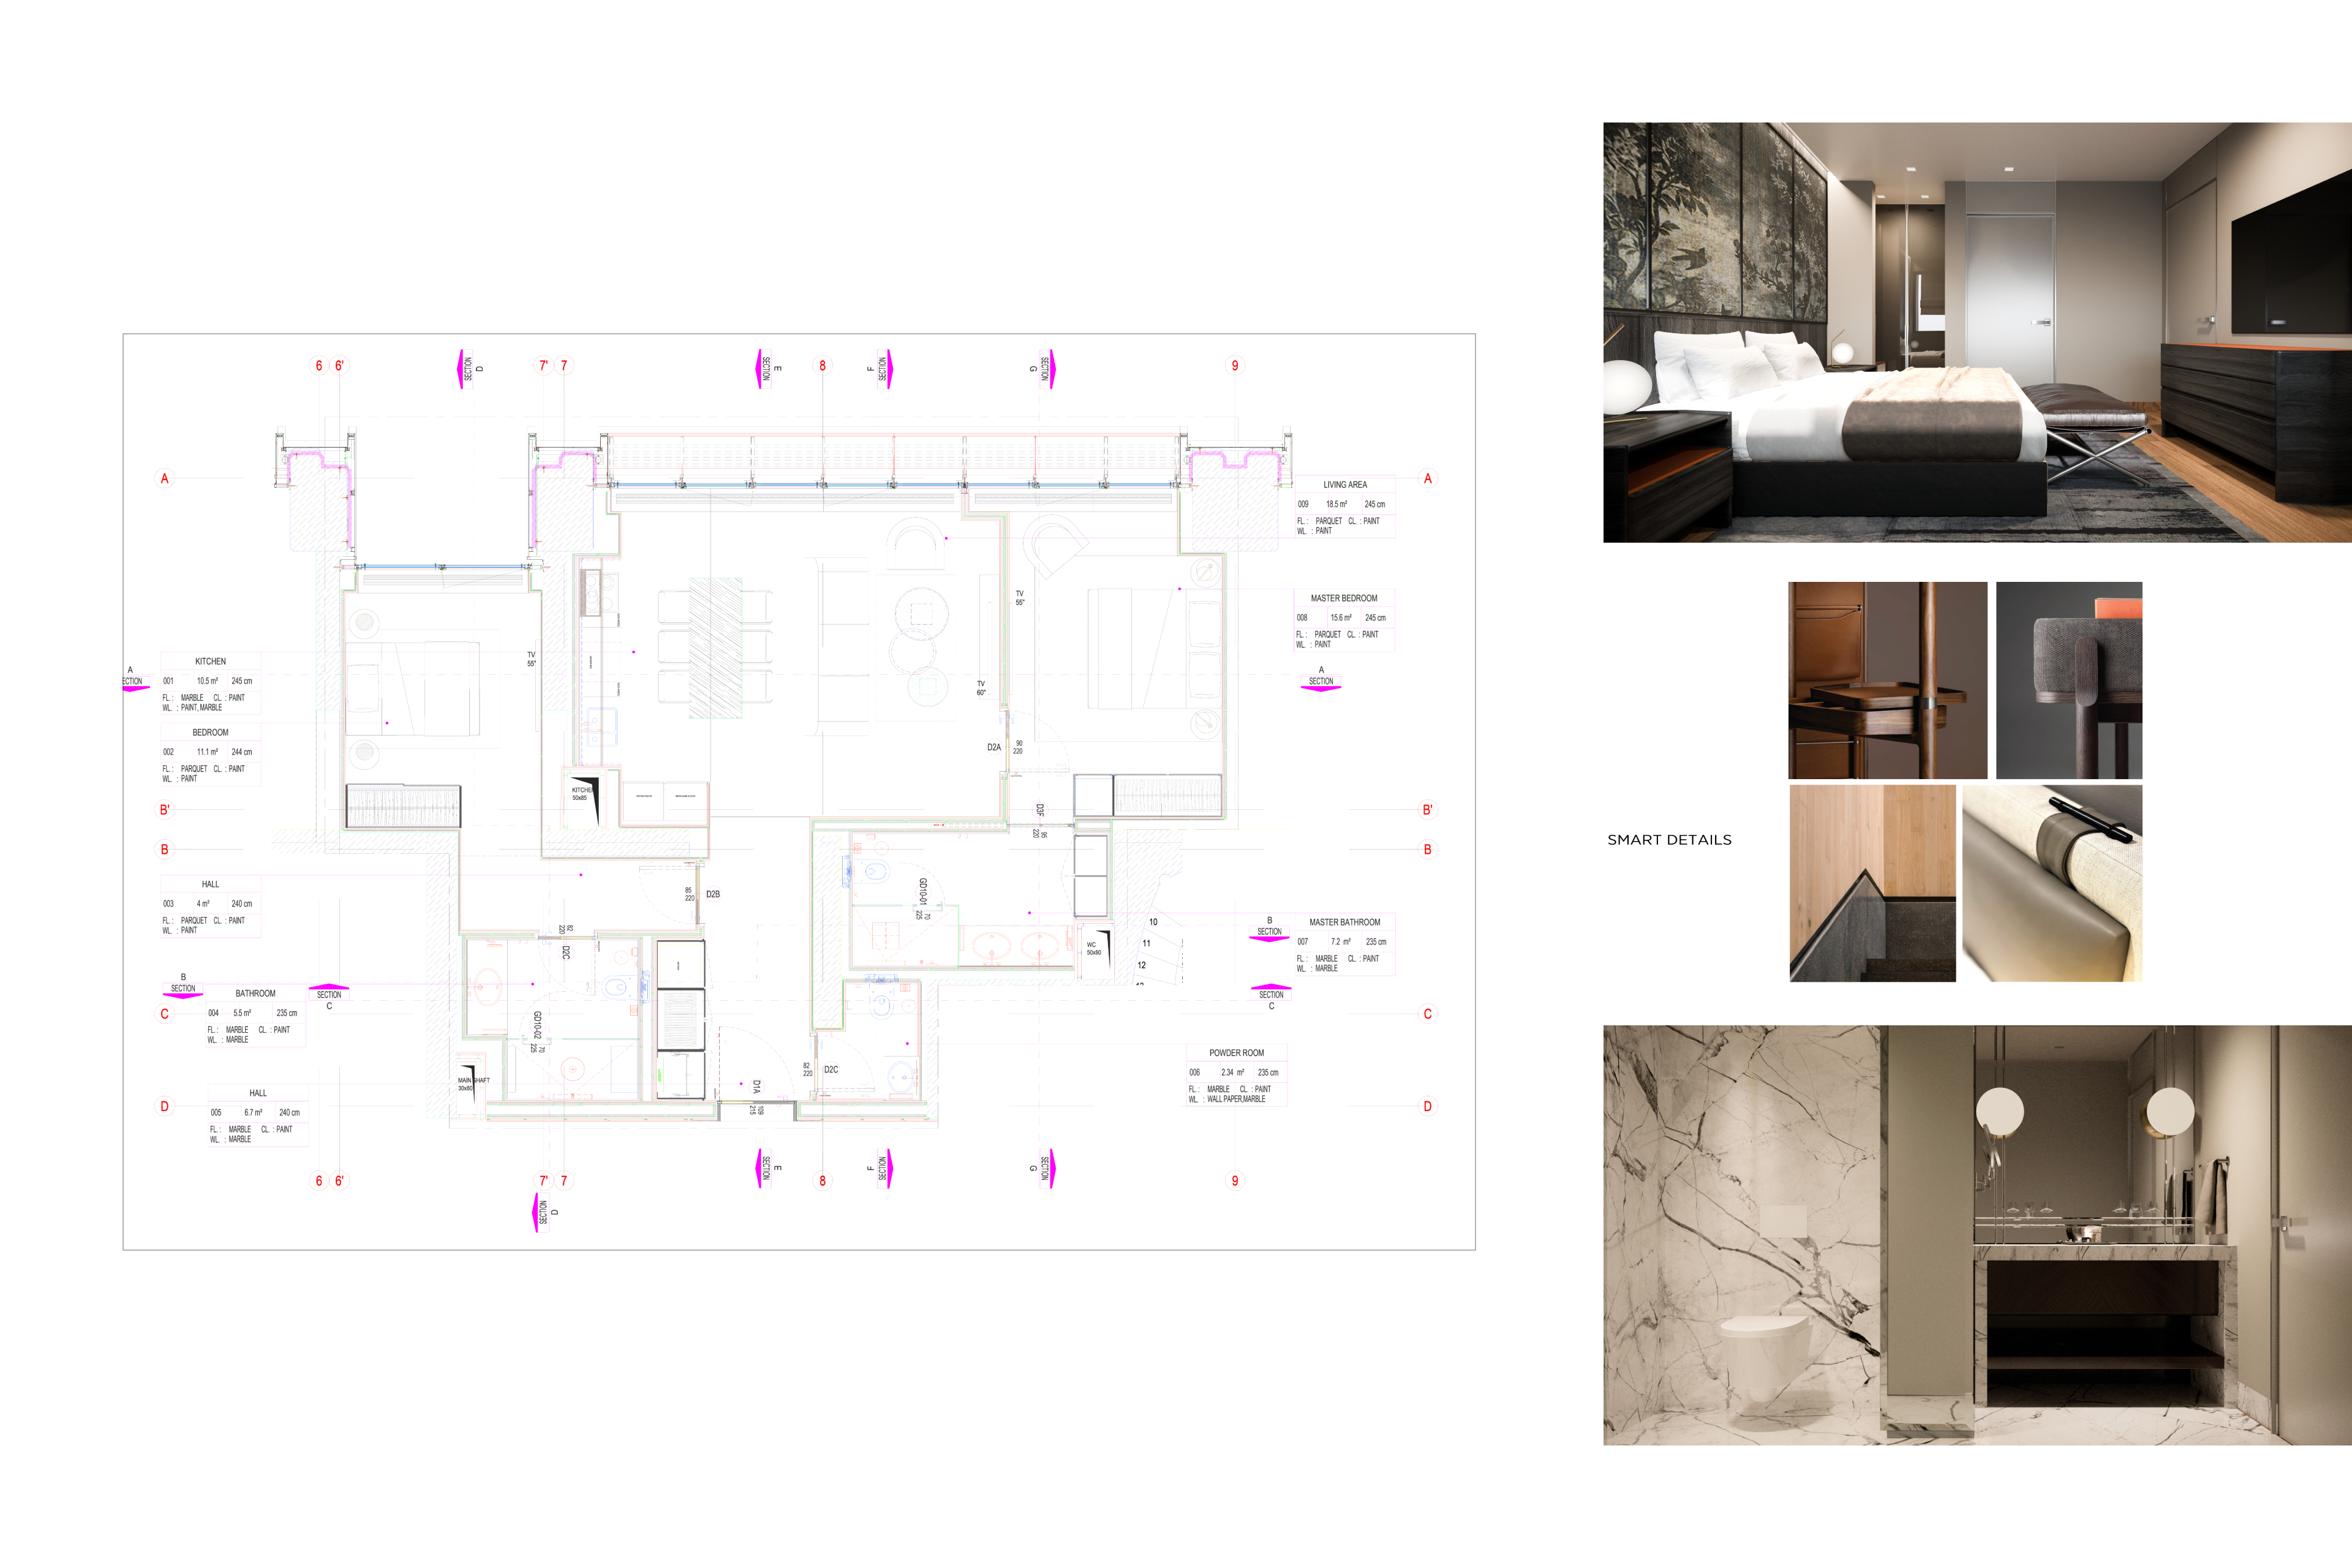 6 6' 7' 7 8 9
SECTION D
SECTION E
SECTION F
SECTION G
A A
LIVING AREA
009 18.5 m² 245 cm
FL.: PARQUET CL.: PAINT
WL. : PAINT
MASTER BEDROOM
008 15.6 m² 245 cm
FL.: PARQUET CL.: PAINT
WL. : PAINT
TV
55"
TV
55"
TV
60"
A
ECTION
KITCHEN
001 10.5 m² 245 cm
FL.: MARBLE CL.: PAINT
WL. : PAINT, MARBLE
A
SECTION
BEDROOM
002 11.1 m² 244 cm
FL.: PARQUET CL.: PAINT
WL. : PAINT
D2A
90
220
KITCHEN
50x85
B' B'
D3F
95
220
B B
SMART DETAILS
HALL
003 4 m² 240 cm
FL.: PARQUET CL.: PAINT
WL. : PAINT
85
220
D2B
GD10-01
70
225
82
220
D2C
WC
50x80
10
11
12
B
SECTION
MASTER BATHROOM
007 7.2 m² 235 cm
FL.: MARBLE CL.: PAINT
WL. : MARBLE
B
SECTION
SECTION
C
SECTION
C
BATHROOM
004 5.5 m² 235 cm
FL.: MARBLE CL.: PAINT
WL. : MARBLE
C C
GD10-02
70
225
MAIN SHAFT
30x60
82
220
D2C
D1A
109
215
POWDER ROOM
006 2.34 m² 235 cm
FL.: MARBLE CL.: PAINT
WL. : WALL PAPER,MARBLE
HALL
005 6.7 m² 240 cm
FL.: MARBLE CL.: PAINT
WL. : MARBLE
D D
SECTION E
SECTION F
SECTION G
6 6' 7' 7 8 9
SECTION D